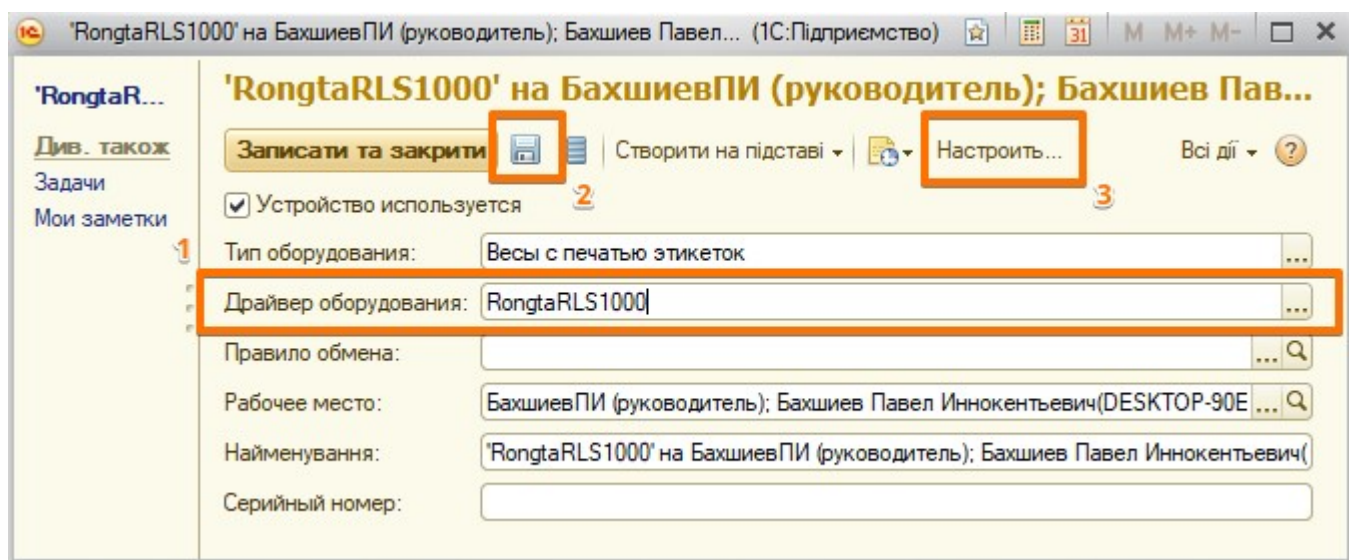 'RongtaRLS1000' на БахшиевПИ (руководитель); Бахшиев Павел... (1С:Підприємство) 31 M M+ M-
'RongtaR...
Див. також
Задачи
Мои заметки
'RongtaRLS1000' на БахшиевПИ (руководитель); Бахшиев Пав...
Записати та закрити Створити на підставі Настроить... Всі дії ?
2
3
Устройство используется
1
Тип оборудования: Весы с печатью этикеток ...
Драйвер оборудования: RongtaRLS1000 ...
Правило обмена: ...
Рабочее место: БахшиевПИ (руководитель); Бахшиев Павел Иннокентьевич(DESKTOP-90E ...
Найменування: 'RongtaRLS1000' на БахшиевПИ (руководитель); Бахшиев Павел Иннокентьевич(
Серийный номер: